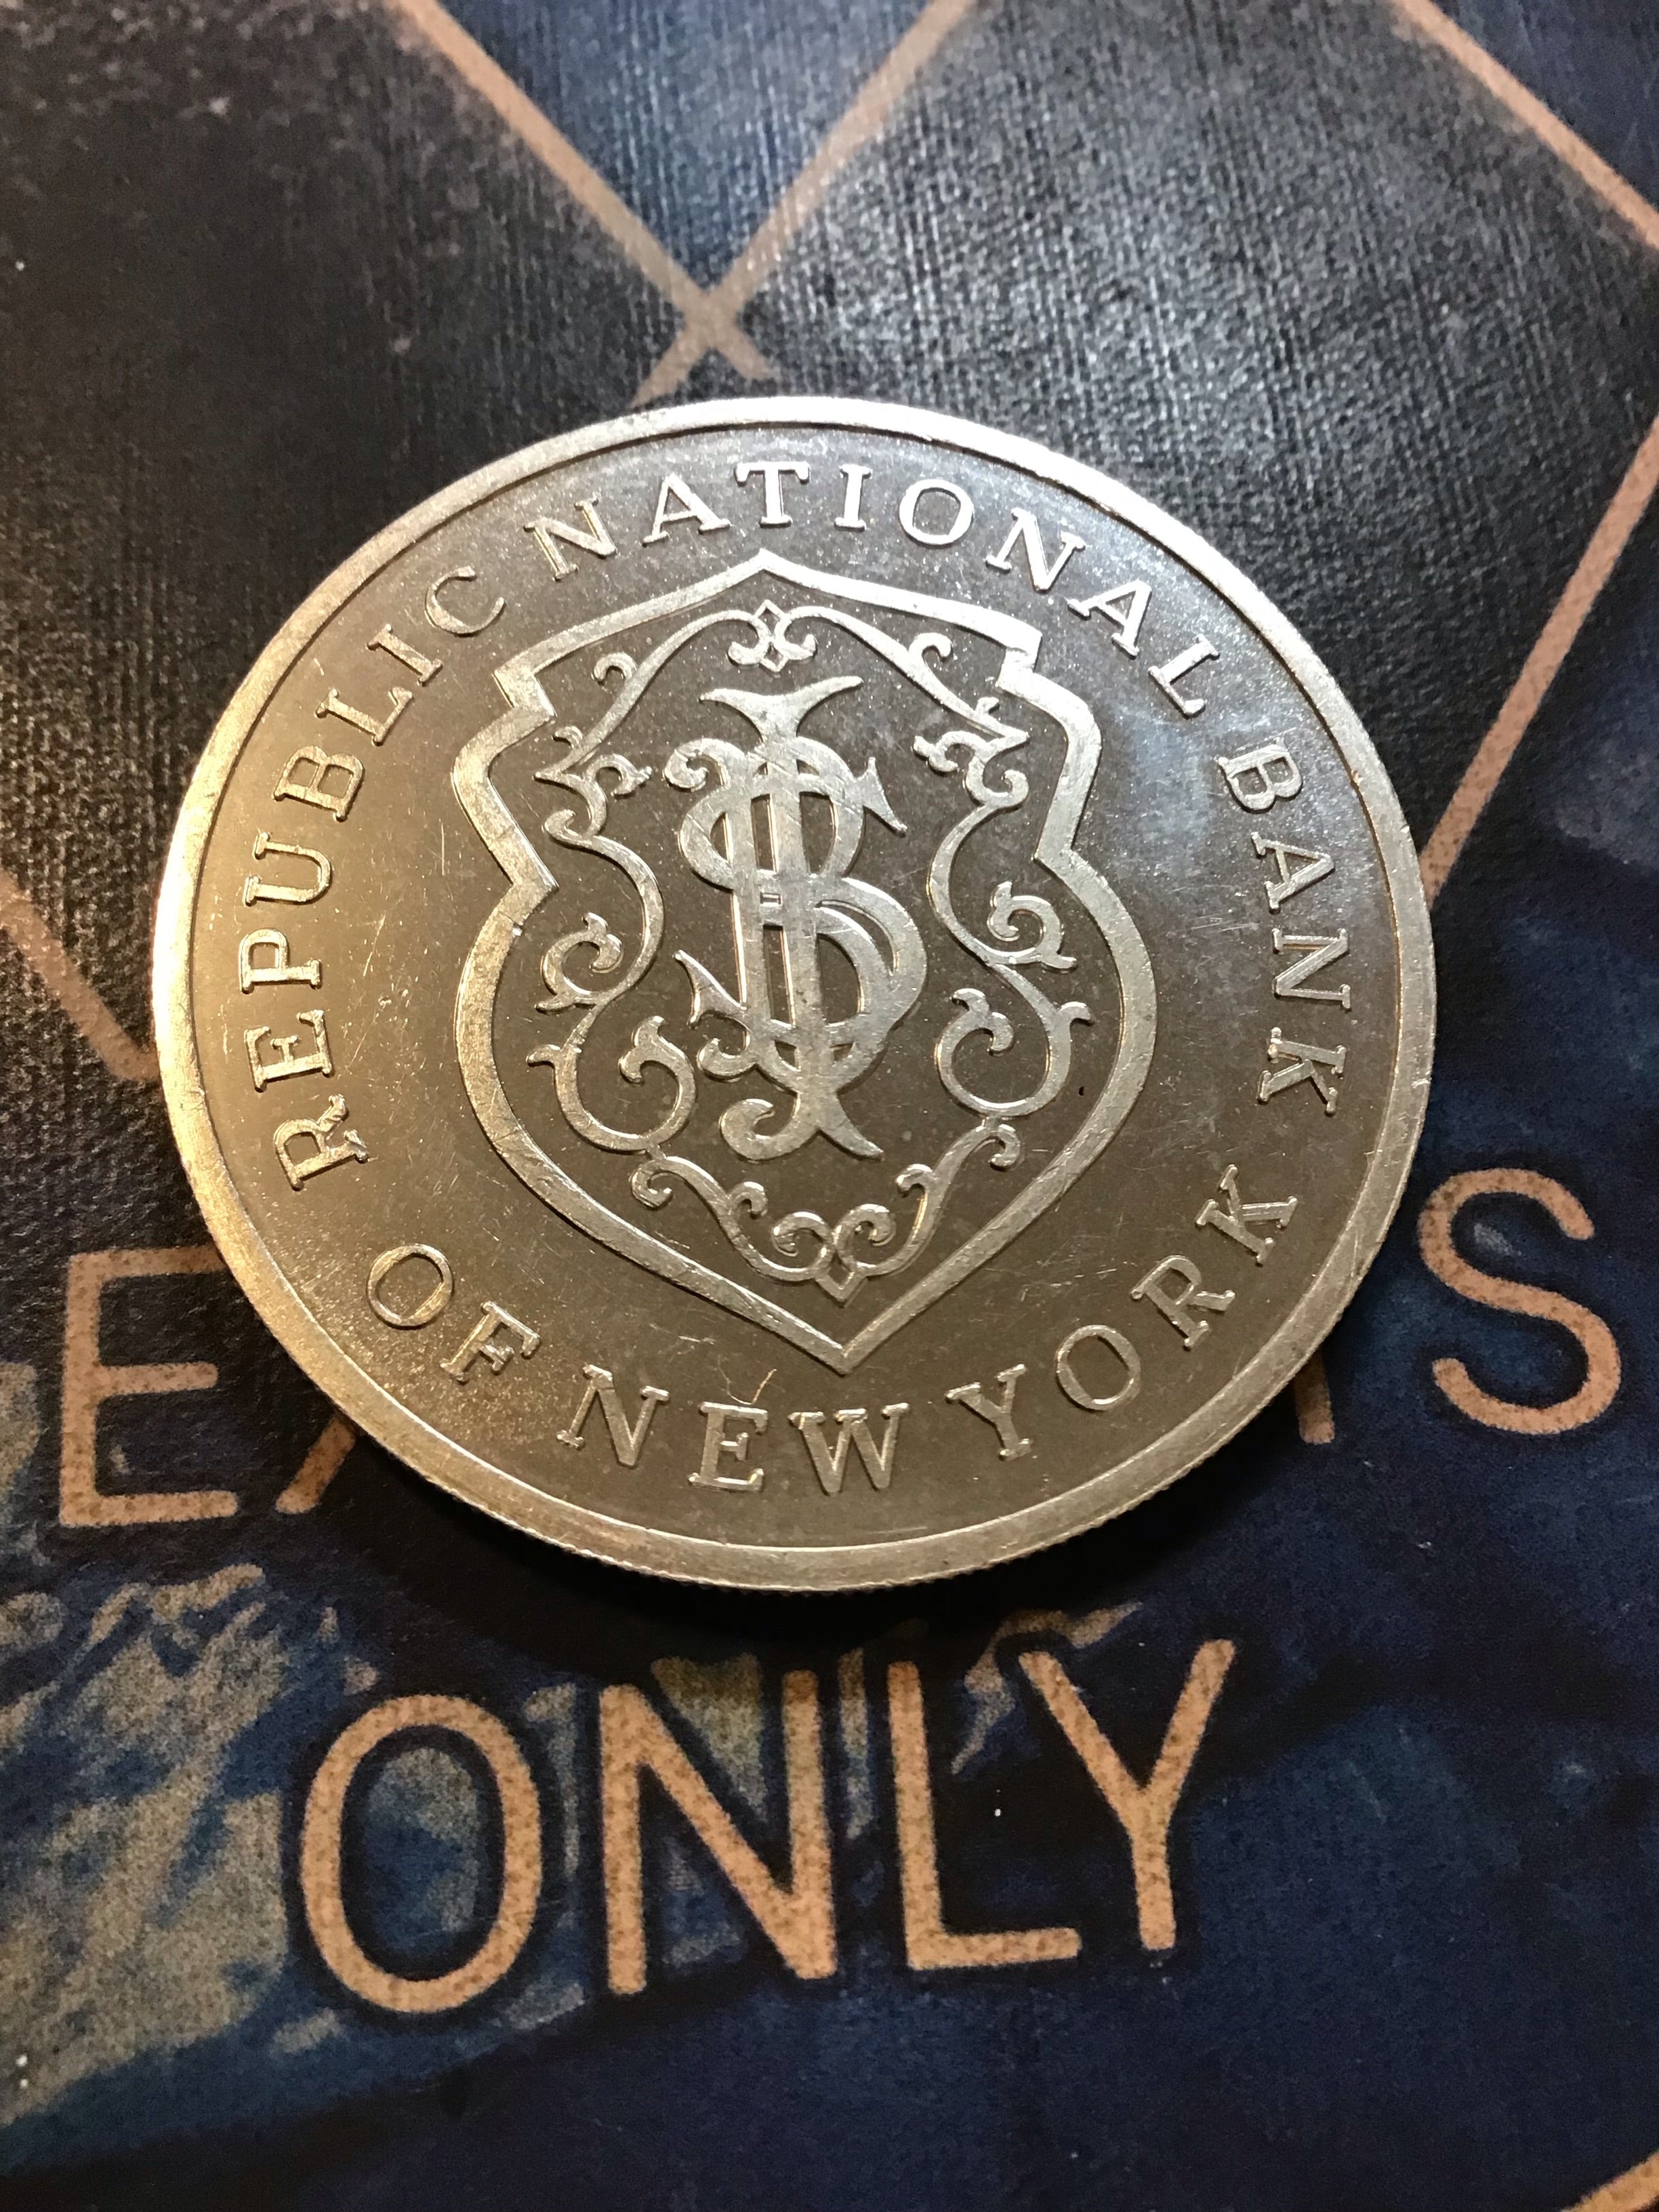 REPUBLIC NATIONAL BANK
OF NEW YORK
ONLY